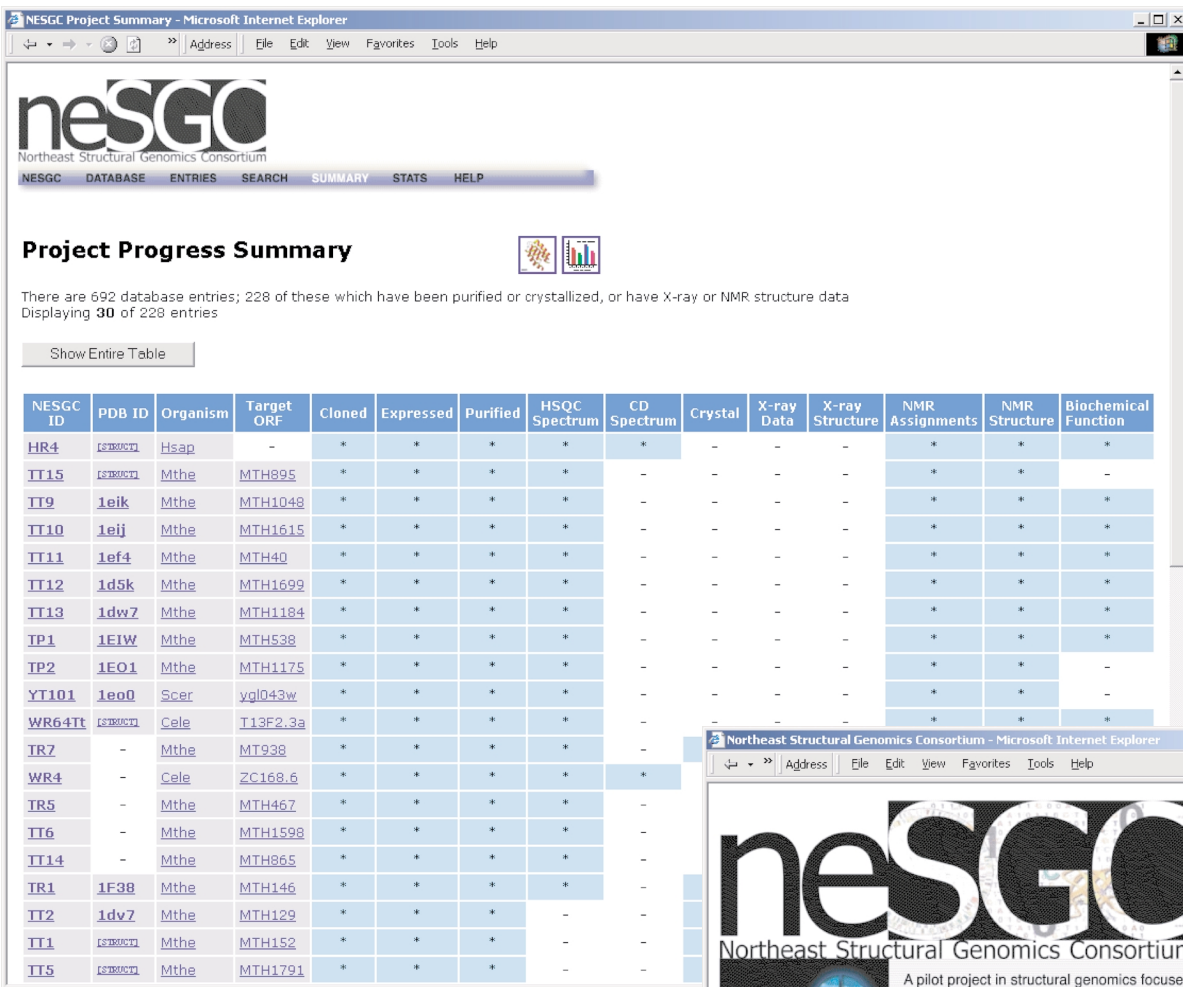 NESGC Project Summary - Microsoft Internet Explorer
» Address File Edit View Favorites Tools Help
neSGC
Northeast Structural Genomics Consortium
NESGC DATABASE ENTRIES SEARCH SUMMARY STATS HELP
Project Progress Summary
There are 692 database entries; 228 of these which have been purified or crystallized, or have X-ray or NMR structure data
Displaying 30 of 228 entries
Show Entire Table
NESGC ID PDB ID Organism Target ORF Cloned Expressed Purified HSQC Spectrum CD Spectrum Crystal X-ray Data X-ray Structure NMR Assignments NMR Structure Biochemical Function
HR4 [STRUCT] Hsap - * * * * * - - - * * *
TT15 [STRUCT] Mthe MTH895 * * * * - - - - * * -
TT9 1eik Mthe MTH1048 * * * * - - - - * * *
TT10 1eij Mthe MTH1615 * * * * - - - - * * *
TT11 1ef4 Mthe MTH40 * * * * - - - - * * *
TT12 1d5k Mthe MTH1699 * * * * - - - - * * *
TT13 1dw7 Mthe MTH1184 * * * * - - - - * * *
TP1 1EIW Mthe MTH538 * * * * - - - - * * *
TP2 1EO1 Mthe MTH1175 * * * * - - - - * * -
YT101 1eo0 Scer ygl043w * * * * - - - - * * -
WR64Tt [STRUCT] Cele T13F2.3a * * * * - - - - * * *
TR7 - Mthe MT938 * * * * -
WR4 - Cele ZC168.6 * * * * *
TR5 - Mthe MTH467 * * * * -
TT6 - Mthe MTH1598 * * * * -
TT14 - Mthe MTH865 * * * * -
TR1 1F38 Mthe MTH146 * * * * -
TT2 1dv7 Mthe MTH129 * * * - -
TT1 [STRUCT] Mthe MTH152 * * * - -
TT5 [STRUCT] Mthe MTH1791 * * * - -
Northeast Structural Genomics Consortium - Microsoft Internet Explorer
» Address File Edit View Favorites Tools Help
neSGC
Northeast Structural Genomics Consortiur
A pilot project in structural genomics focuse